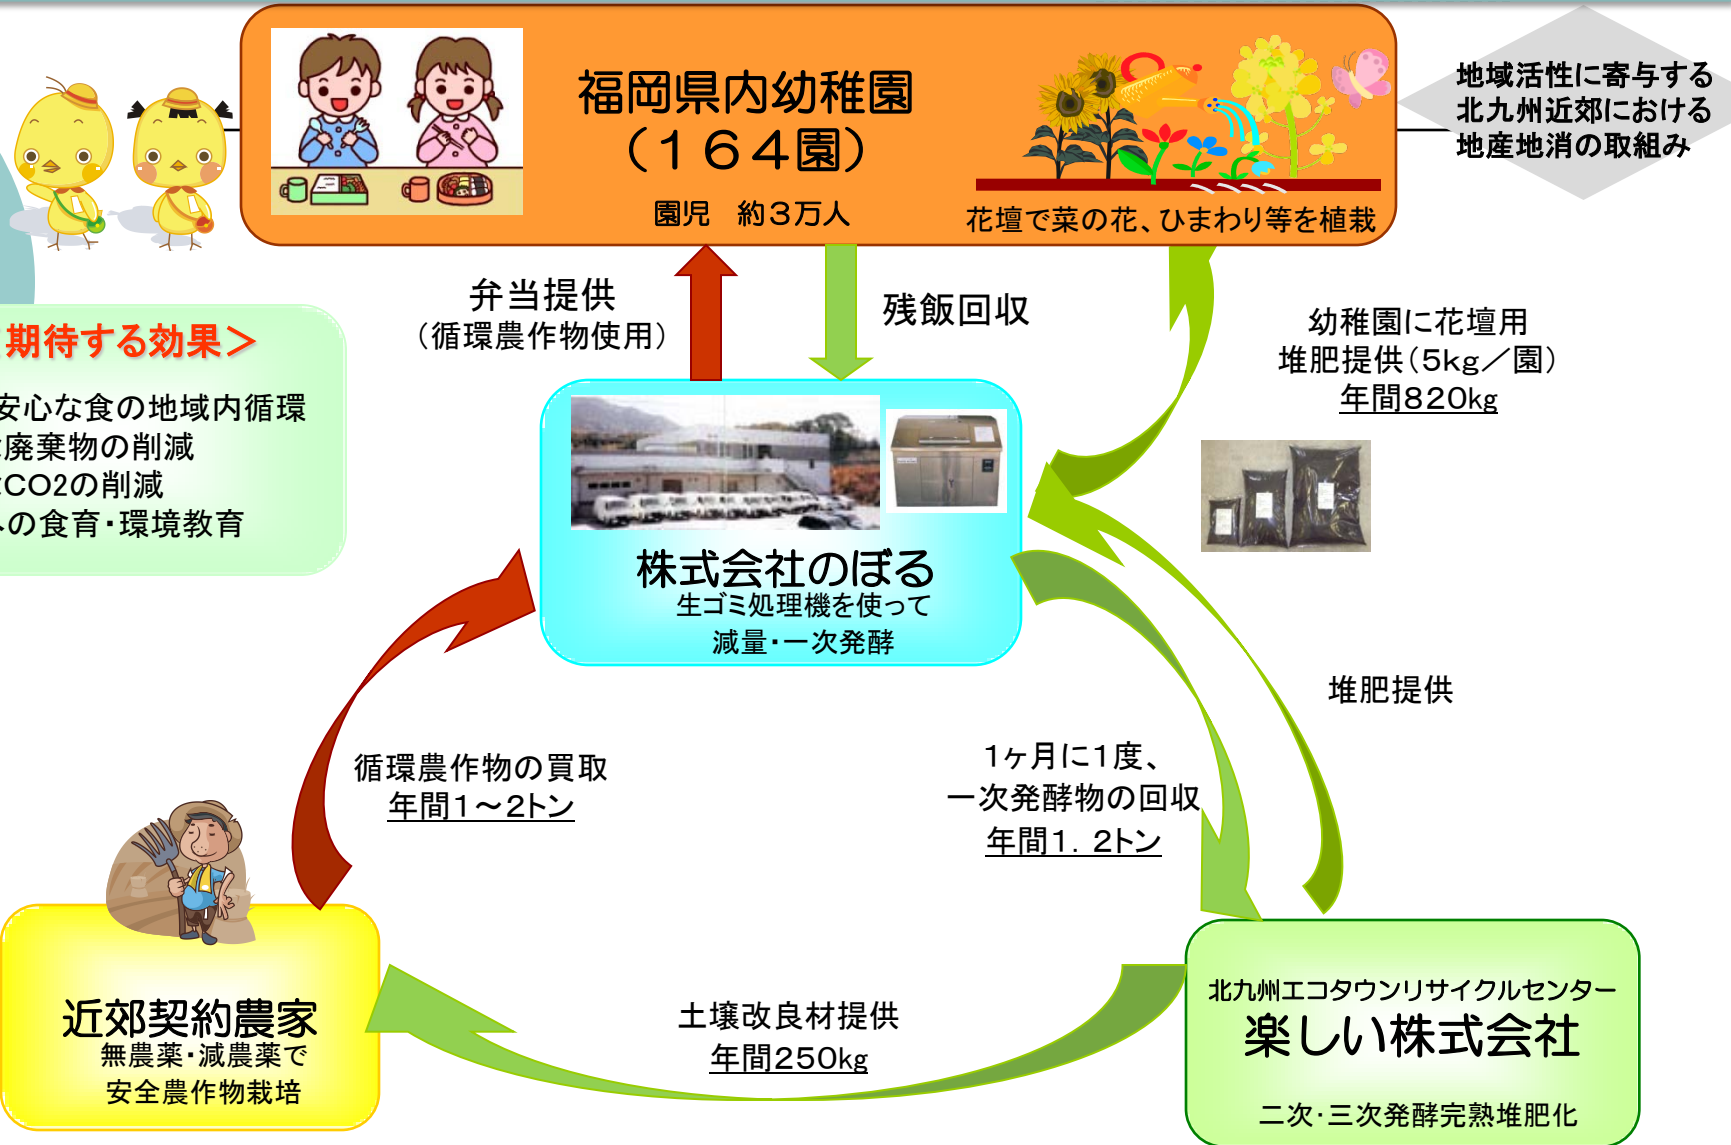 福岡県内幼稚園
（１６４園）
園児　約３万人
花壇で菜の花、ひまわり等を植栽
地域活性に寄与する
北九州近郊における
地産地消の取組み
弁当提供
（循環農作物使用）
残飯回収
幼稚園に花壇用
堆肥提供（5kg／園）
年間820kg
期待する効果＞
安心な食の地域内循環
廃棄物の削減
CO2の削減
の食育・環境教育
株式会社のぼる
生ゴミ処理機を使って
減量・一次発酵
堆肥提供
循環農作物の買取
年間１～２トン
1ヶ月に1度、
一次発酵物の回収
年間１．２トン
近郊契約農家
無農薬・減農薬で
安全農作物栽培
土壌改良材提供
年間250kg
北九州エコタウンリサイクルセンター
楽しい株式会社
二次・三次発酵完熟堆肥化